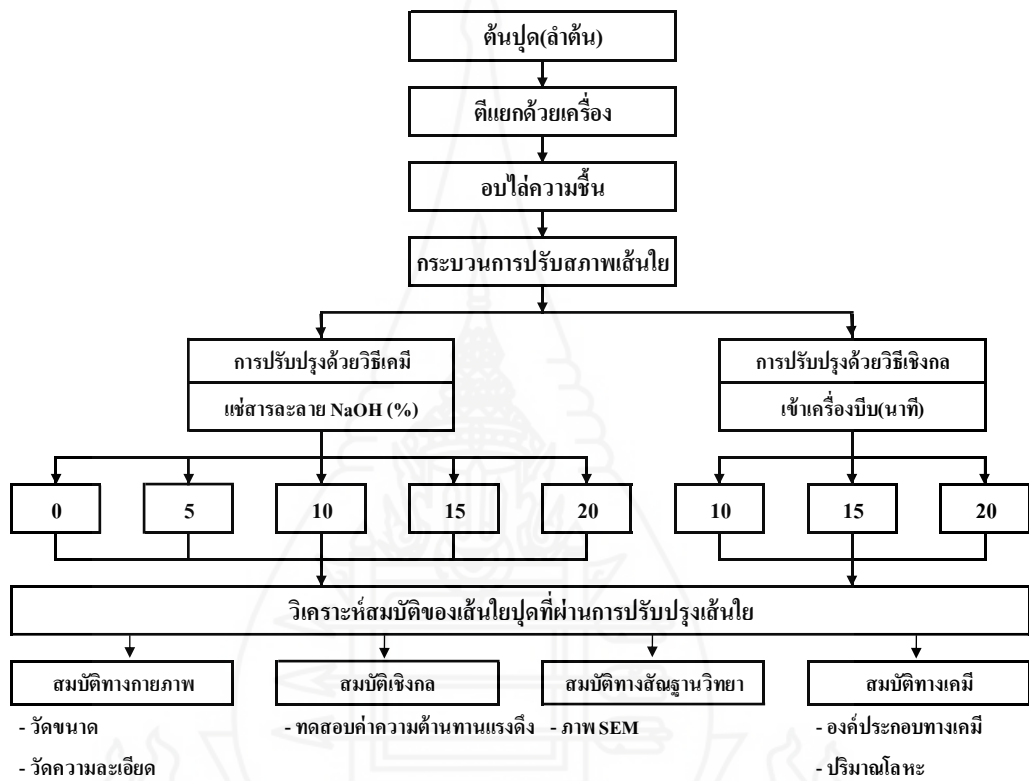 ต้นปุด(ลำต้น)
ตีแยกด้วยเครื่อง
อบไล่ความชื้น
กระบวนการปรับสภาพเส้นใย
การปรับปรุงด้วยวิธีเคมี
แช่สารละลาย NaOH (%)
การปรับปรุงด้วยวิธีเชิงกล
เข้าเครื่องบีบ(นาที)
0 5 10 15 20 10 15 20
วิเคราะห์สมบัติของเส้นใยปุดที่ผ่านการปรับปรุงเส้นใย
สมบัติทางกายภาพ
- วัดขนาด
- วัดความละเอียด
สมบัติเชิงกล
- ทดสอบค่าความต้านทานแรงดึง
สมบัติทางสัณฐานวิทยา
- ภาพ SEM
สมบัติทางเคมี
- องค์ประกอบทางเคมี
- ปริมาณโลหะ